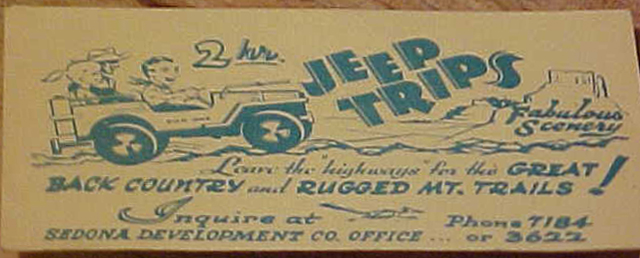 2 hr.
JEEP
TRIPS
Fabulous
Scenery
Leave the "highways" for the GREAT
BACK COUNTRY and RUGGED MT. TRAILS!
Inquire at
Phone 7184
SEDONA DEVELOPMENT CO. OFFICE ... or 3622